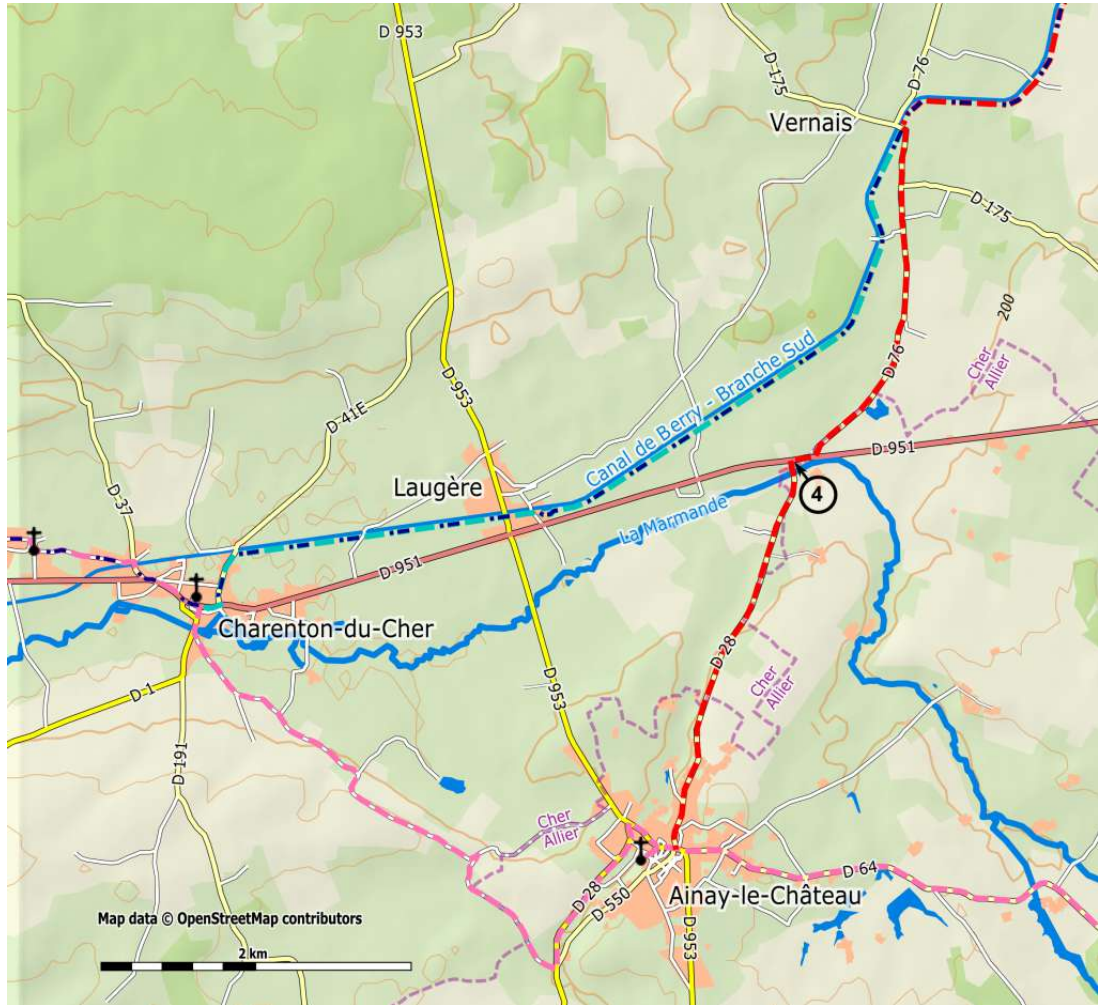 D 953
D 175
D 76
Vernais
D 175
200
D 76
Cher
Allier
D 953
D 41E
Canal de Berry - Branche Sud
D 951
Laugère
D 37
4
La Marmande
D 951
Charenton-du-Cher
D 28
Cher
Allier
D 1
D 953
D 191
Cher
Allier
D 64
D 28
D 550
Ainay-le-Château
Map data © OpenStreetMap contributors
D 953
2 km